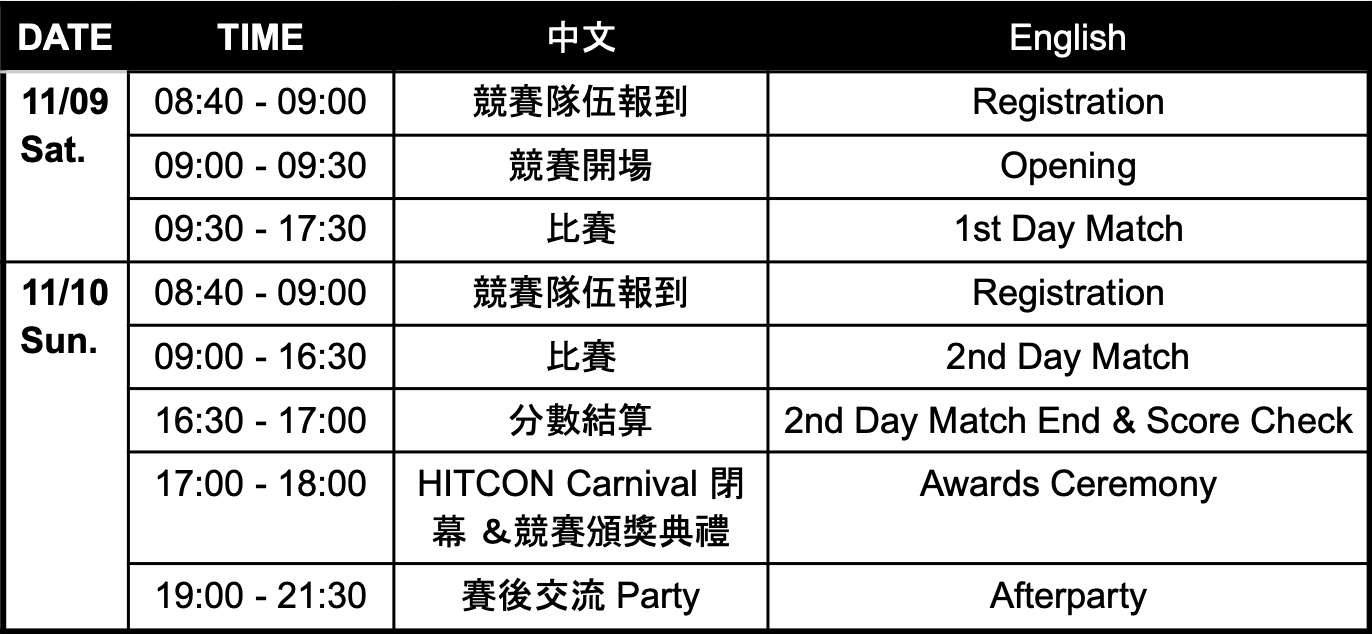 DATE TIME 中文 English
11/09 08:40 - 09:00 競賽隊伍報到 Registration
Sat.
09:00 - 09:30 競賽開場 Opening
09:30 - 17:30 比賽 1st Day Match
11/10 08:40 - 09:00 競賽隊伍報到 Registration
Sun.
09:00 - 16:30 比賽 2nd Day Match
16:30 - 17:00 分數結算 2nd Day Match End & Score Check
17:00 - 18:00 HITCON Carnival 閉 Awards Ceremony
幕 &競賽頒獎典禮
19:00 - 21:30 賽後交流 Party Afterparty